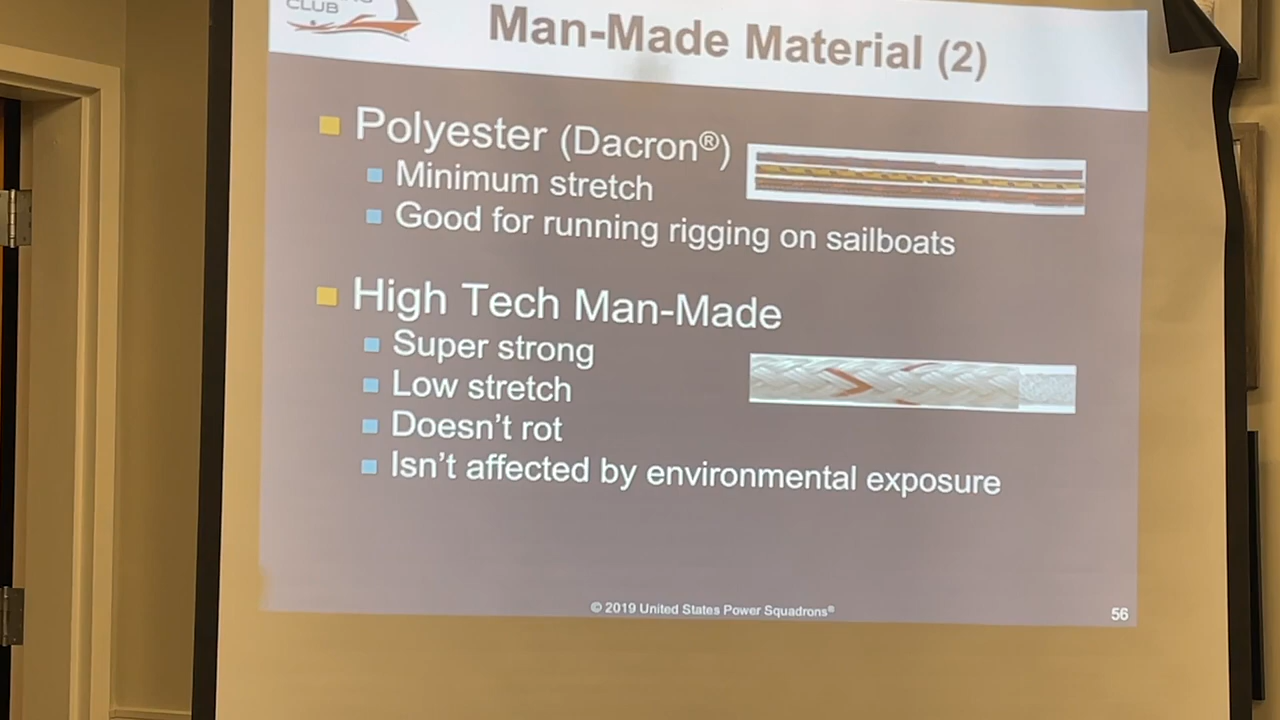 CLUB
Man-Made Material (2)
Polyester (Dacron®)
Minimum stretch
Good for running rigging on sailboats
High Tech Man-Made
Super strong
Low stretch
Doesn't rot
Isn't affected by environmental exposure
© 2019 United States Power Squadrons®
56